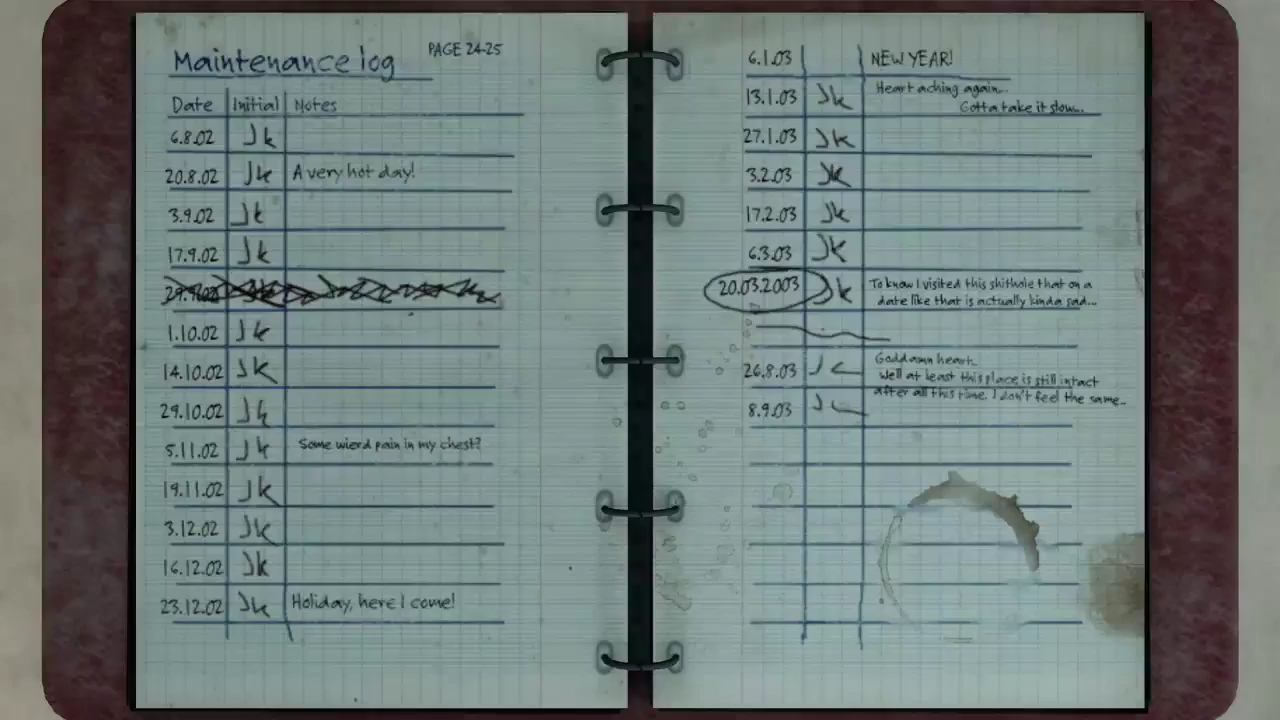 Maintenance log PAGE 24-25
Date Initial Notes
6.8.02 Jk
20.8.02 Jk A very hot day!
3.9.02 Jk
17.9.02 Jk
1.10.02 Jk
14.10.02 Jk
29.10.02 Jk
5.11.02 Jk Some wierd pain in my chest?
19.11.02 Jk
3.12.02 Jk
16.12.02 Jk
23.12.02 Jk Holiday, here I come!
6.1.03 NEW YEAR!
13.1.03 Jk Heart aching again...
Gotta take it slow...
27.1.03 Jk
3.2.03 Jk
17.2.03 Jk
6.3.03 Jk
20.03.2003 Jk To know I visited this shithole that on a
date like that is actually kinda sad...
Goddamn heart...
26.8.03 J Well at least this place is still intact
after all this time. I don't feel the same...
8.9.03 J